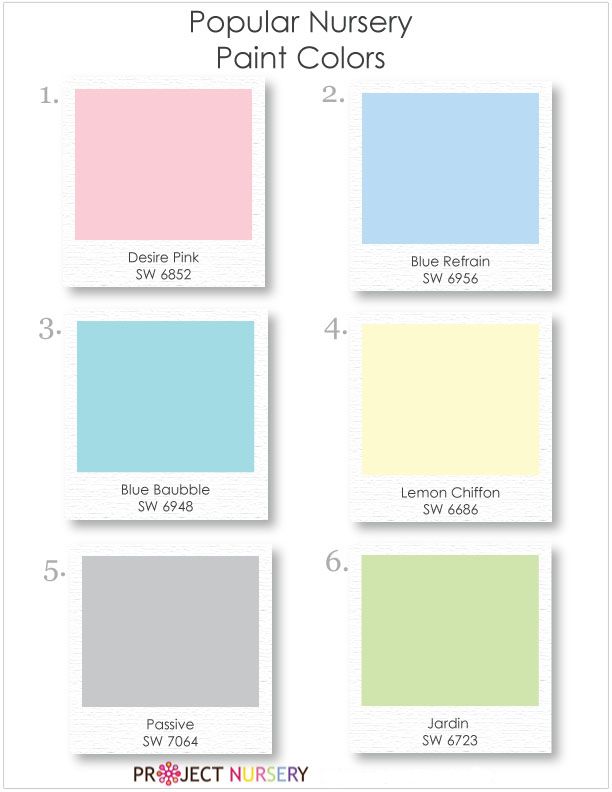 Popular Nursery
Paint Colors
1.
Desire Pink
SW 6852
2.
Blue Refrain
SW 6956
3.
Blue Baubble
SW 6948
4.
Lemon Chiffon
SW 6686
5.
Passive
SW 7064
6.
Jardin
SW 6723
PROJECT NURSERY